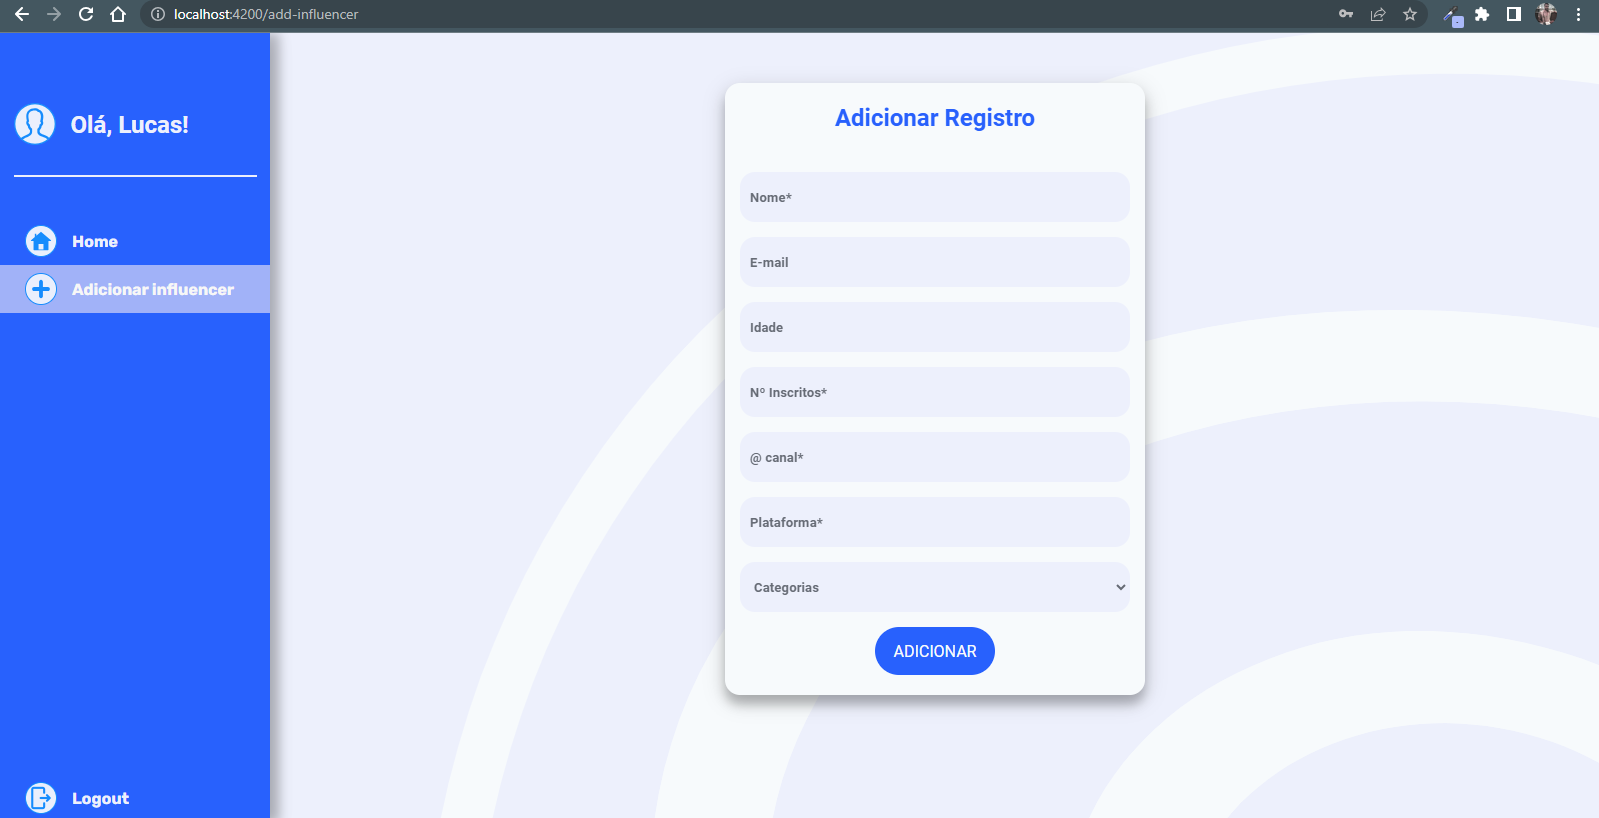 localhost:4200/add-influencer
Olá, Lucas!
Home
Adicionar influencer
Logout
Adicionar Registro
Nome*
E-mail
Idade
Nº Inscritos*
@ canal*
Plataforma*
Categorias
ADICIONAR